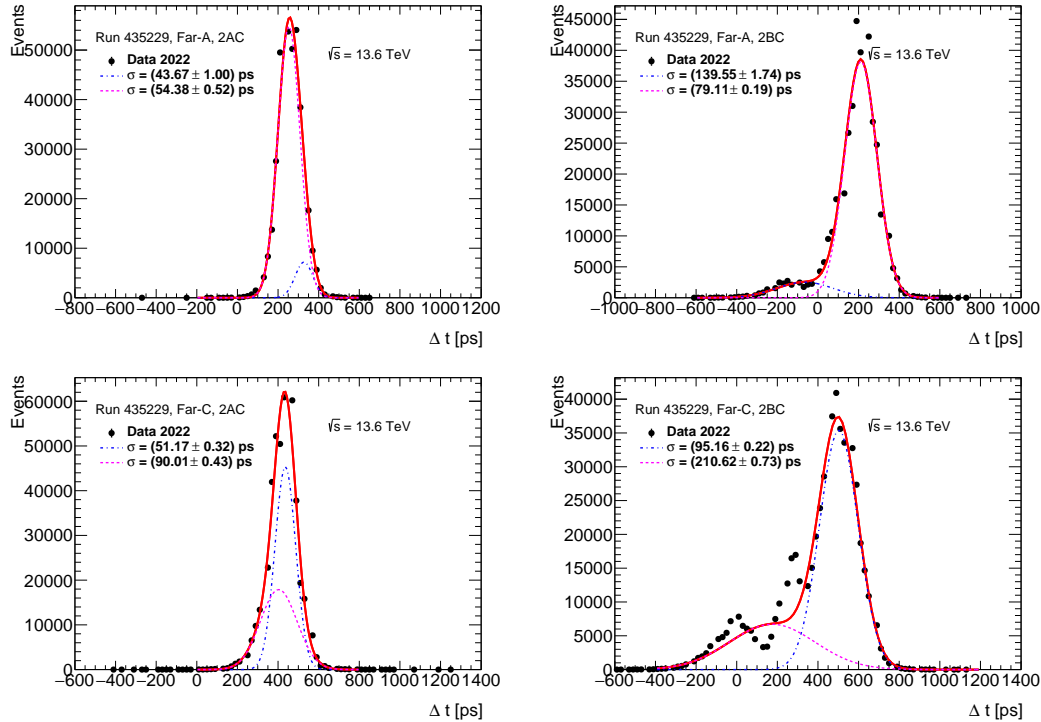 Events
Run 435229, Far-A, 2AC
Data 2022
σ = (43.67 ± 1.00) ps
σ = (54.38 ± 0.52) ps
√s = 13.6 TeV
50000
40000
30000
20000
10000
0
−800 −600 −400 −200 0 200 400 600 800 1000 1200
Δ t [ps]
Events
Run 435229, Far-A, 2BC
Data 2022
σ = (139.55 ± 1.74) ps
σ = (79.11 ± 0.19) ps
√s = 13.6 TeV
45000
40000
35000
30000
25000
20000
15000
10000
5000
0
−1000 −800 −600 −400 −200 0 200 400 600 800 1000
Δ t [ps]
Events
Run 435229, Far-C, 2AC
Data 2022
σ = (51.17 ± 0.32) ps
σ = (90.01 ± 0.43) ps
√s = 13.6 TeV
60000
50000
40000
30000
20000
10000
0
−600 −400 −200 0 200 400 600 800 1000 1200 1400
Δ t [ps]
Events
Run 435229, Far-C, 2BC
Data 2022
σ = (95.16 ± 0.22) ps
σ = (210.62 ± 0.73) ps
√s = 13.6 TeV
40000
35000
30000
25000
20000
15000
10000
5000
0
−600 −400 −200 0 200 400 600 800 1000 1200 1400
Δ t [ps]